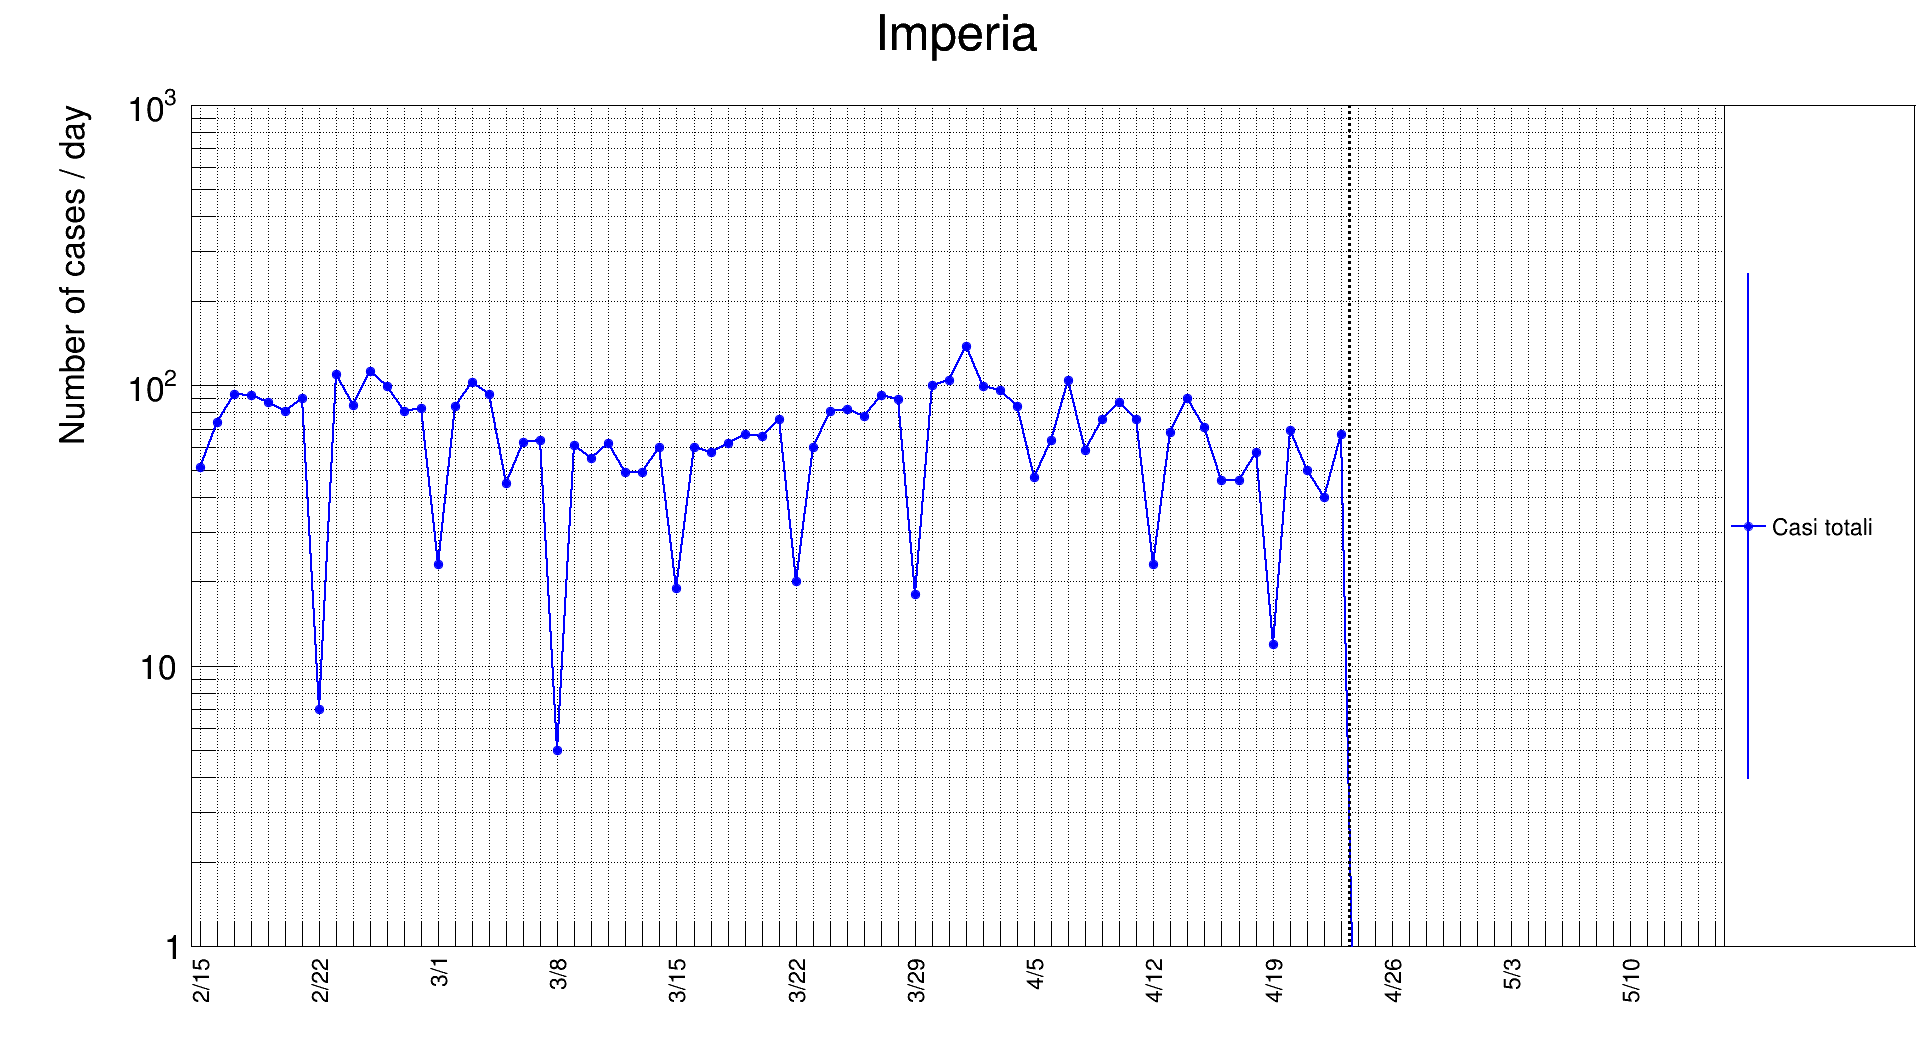 Imperia
Number of cases / day
10³
10²
10
1
2/15 2/22 3/1 3/8 3/15 3/22 3/29 4/5 4/12 4/19 4/26 5/3 5/10
Casi totali